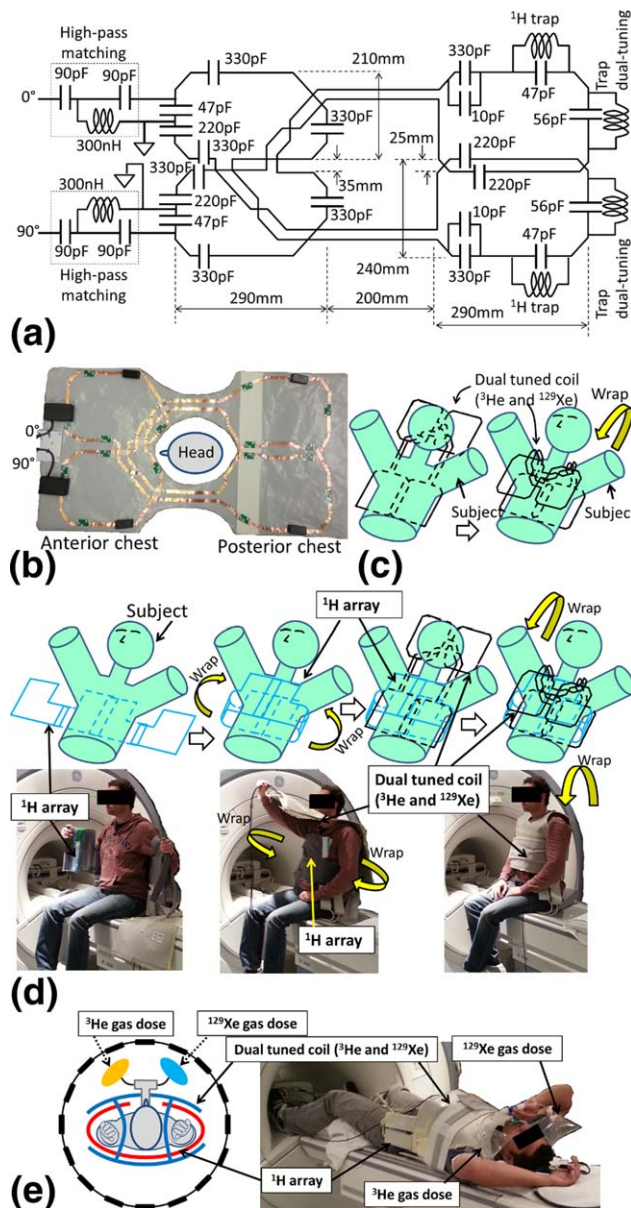 High-pass
matching
90pF 90pF
0°
300nH
330pF
47pF
220pF
330pF
330pF
210mm
330pF
330pF
10pF
¹H trap
47pF
56pF
Trap
dual-tuning
220pF
220pF
25mm
35mm
300nH
330pF
220pF
47pF
90°
90pF 90pF
High-pass
matching
330pF
240mm
10pF
330pF
47pF
¹H trap
56pF
Trap
dual-tuning
290mm
200mm
290mm
(a)
0°
90°
Head
Anterior chest
Posterior chest
(b)
Dual tuned coil
(³He and ¹²⁹Xe)
Wrap
Subject
Subject
(c)
Subject
¹H array
Wrap
Wrap
Wrap
¹H array
Dual tuned coil
(³He and ¹²⁹Xe)
Wrap
Wrap
Wrap
¹H array
(d)
³He gas dose
¹²⁹Xe gas dose
Dual tuned coil (³He and ¹²⁹Xe)
¹²⁹Xe gas dose
¹H array
³He gas dose
(e)